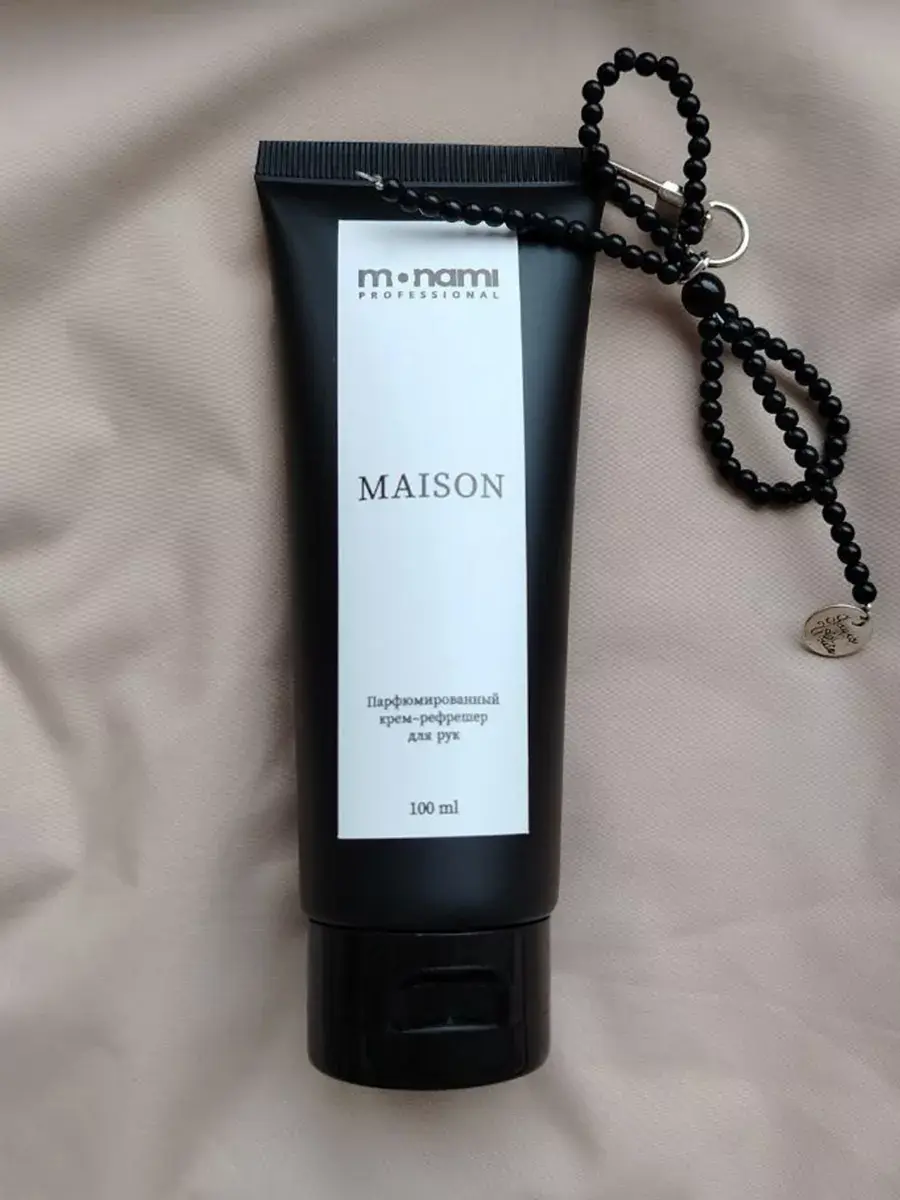 m•nami
PROFESSIONAL
MAISON
Парфюмированный
крем-рефрешер
для рук
100 ml